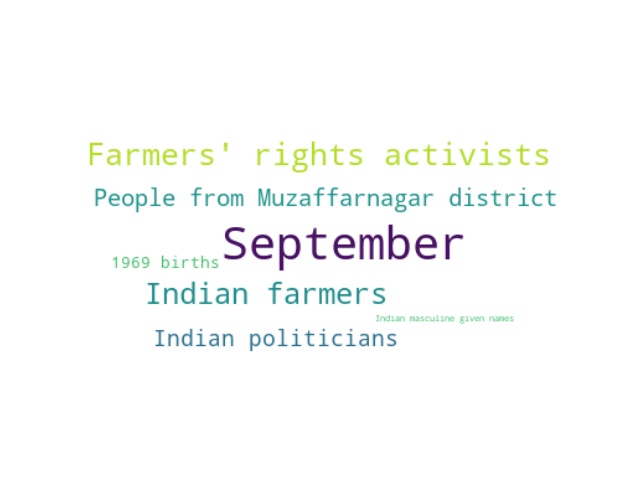 Farmers' rights activists
People from Muzaffarnagar district
September
1969 births
Indian farmers
Indian masculine given names
Indian politicians